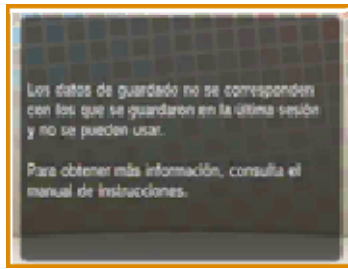 Los datos de guardado no se corresponden
con los que se guardaron en la última sesión
y no se pueden usar.
Para obtener más información, consulta el
manual de instrucciones.